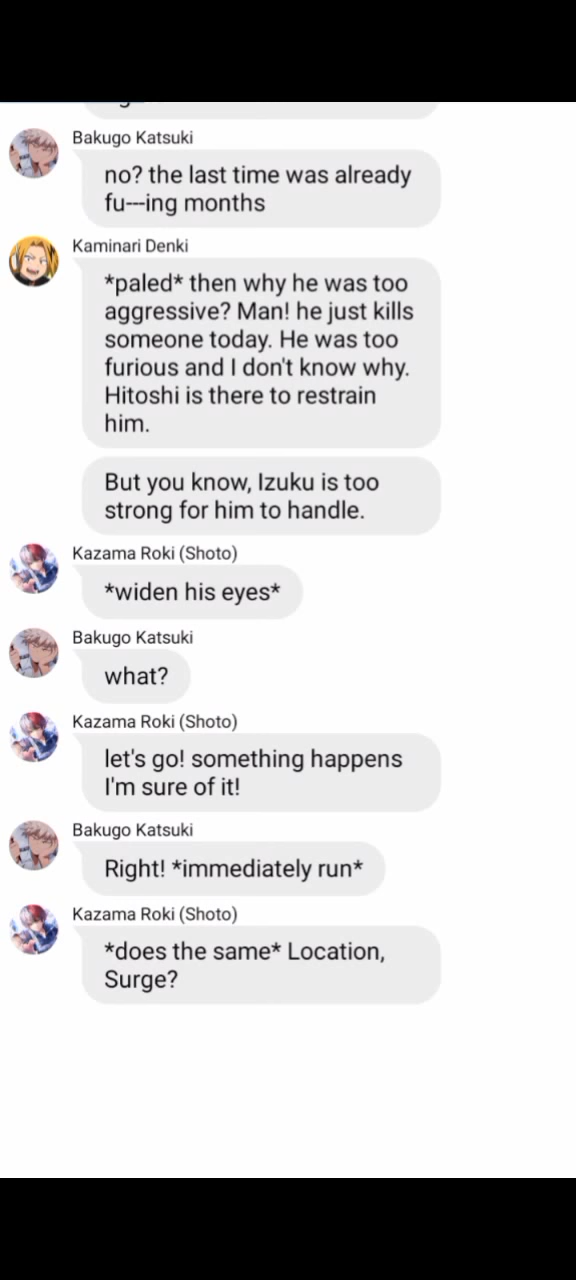 Bakugo Katsuki
no? the last time was already
fu---ing months
Kaminari Denki
*paled* then why he was too
aggressive? Man! he just kills
someone today. He was too
furious and I don't know why.
Hitoshi is there to restrain
him.
But you know, Izuku is too
strong for him to handle.
Kazama Roki (Shoto)
*widen his eyes*
Bakugo Katsuki
what?
Kazama Roki (Shoto)
let's go! something happens
I'm sure of it!
Bakugo Katsuki
Right! *immediately run*
Kazama Roki (Shoto)
*does the same* Location,
Surge?